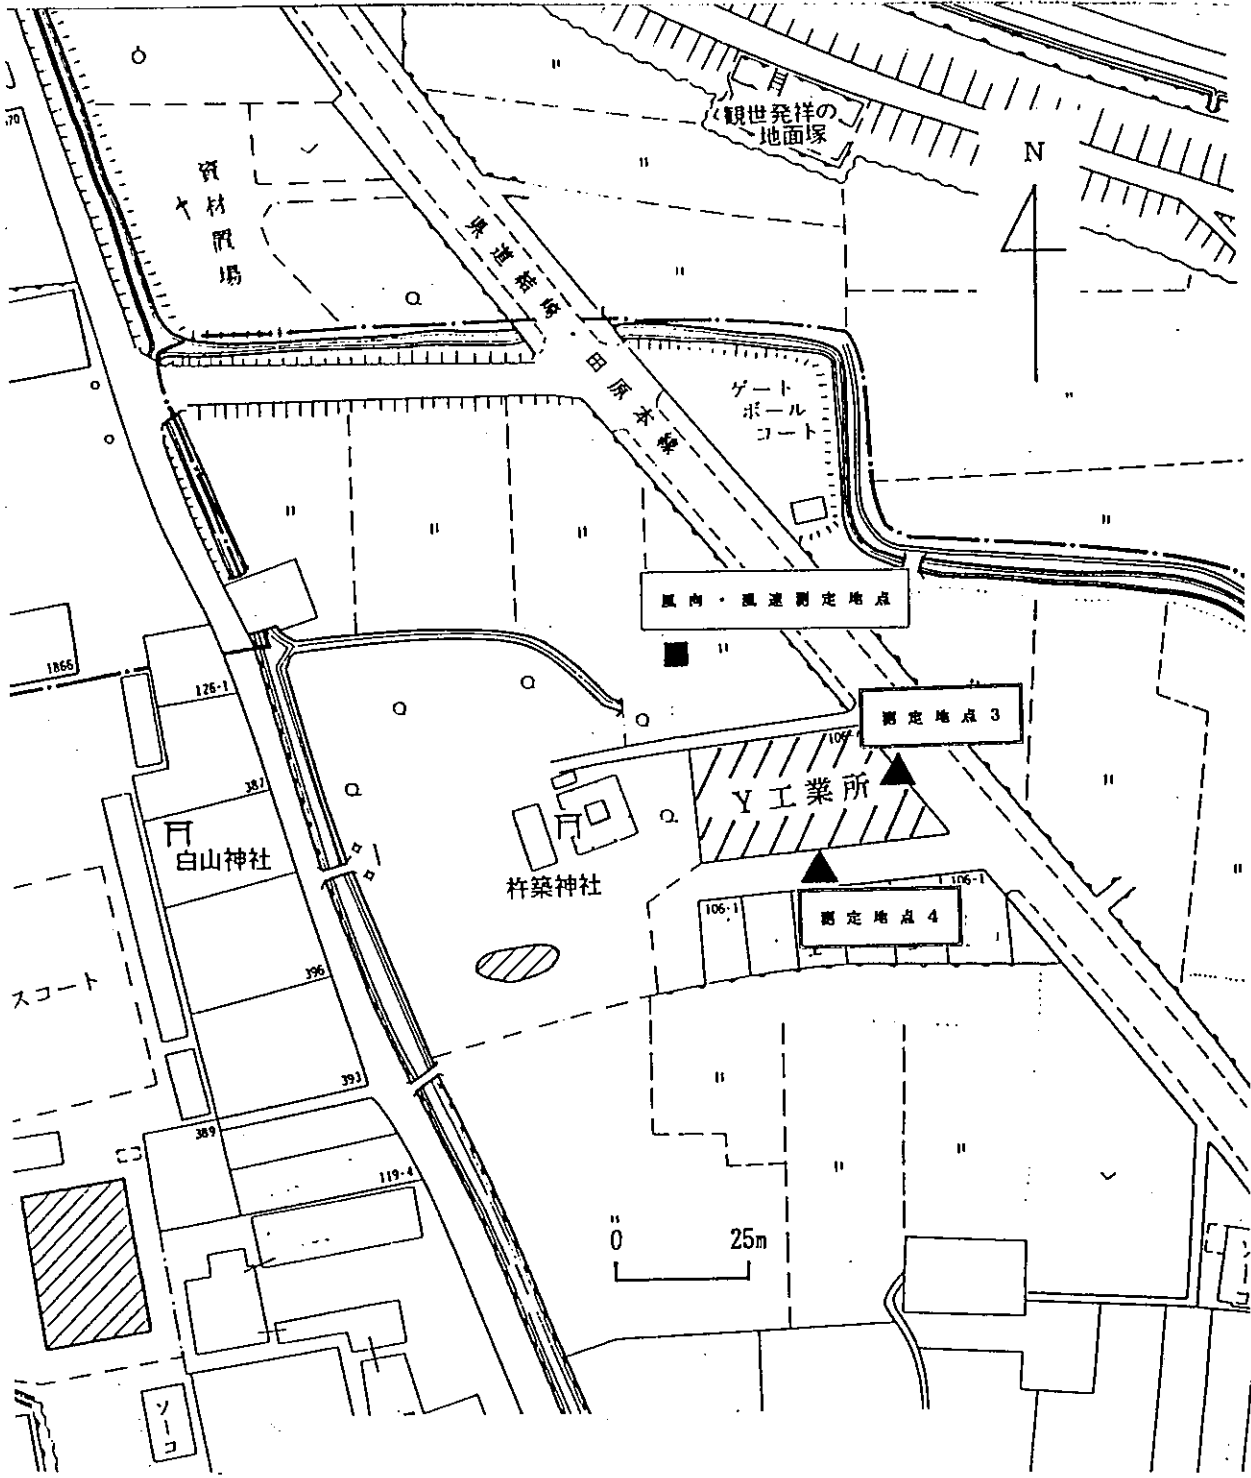 観世発祥の
地面塚
N
資材置場
県道結崎・田原本線
ゲート
ボール
コート
風向・風速測定地点
1866
126-1
測定地点3
106-
Y工業所
387
白山神社
杵築神社
106-1
106-1
測定地点4
396
スコート
393
389
119-4
0 25m
ソーコ